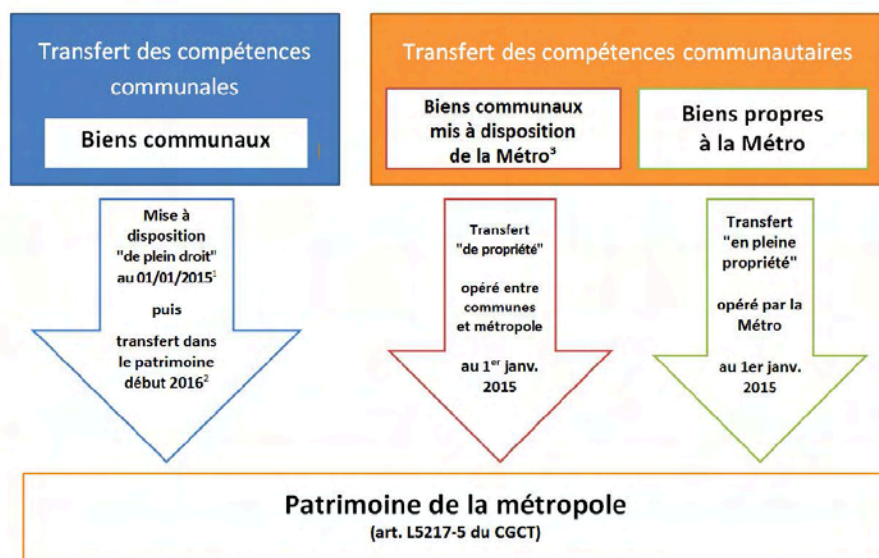 Transfert des compétences
communales
Biens communaux
Transfert des compétences communautaires
Biens communaux
mis à disposition
de la Métro³
Biens propres
à la Métro
Mise à
disposition
"de plein droit"
au 01/01/2015¹
puis
transfert dans
le patrimoine
début 2016²
Transfert
"de propriété"
opéré entre
communes
et métropole
au 1er janv.
2015
Transfert
"en pleine
propriété"
opéré par la
Métro
au 1er janv.
2015
Patrimoine de la métropole
(art. L5217-5 du CGCT)